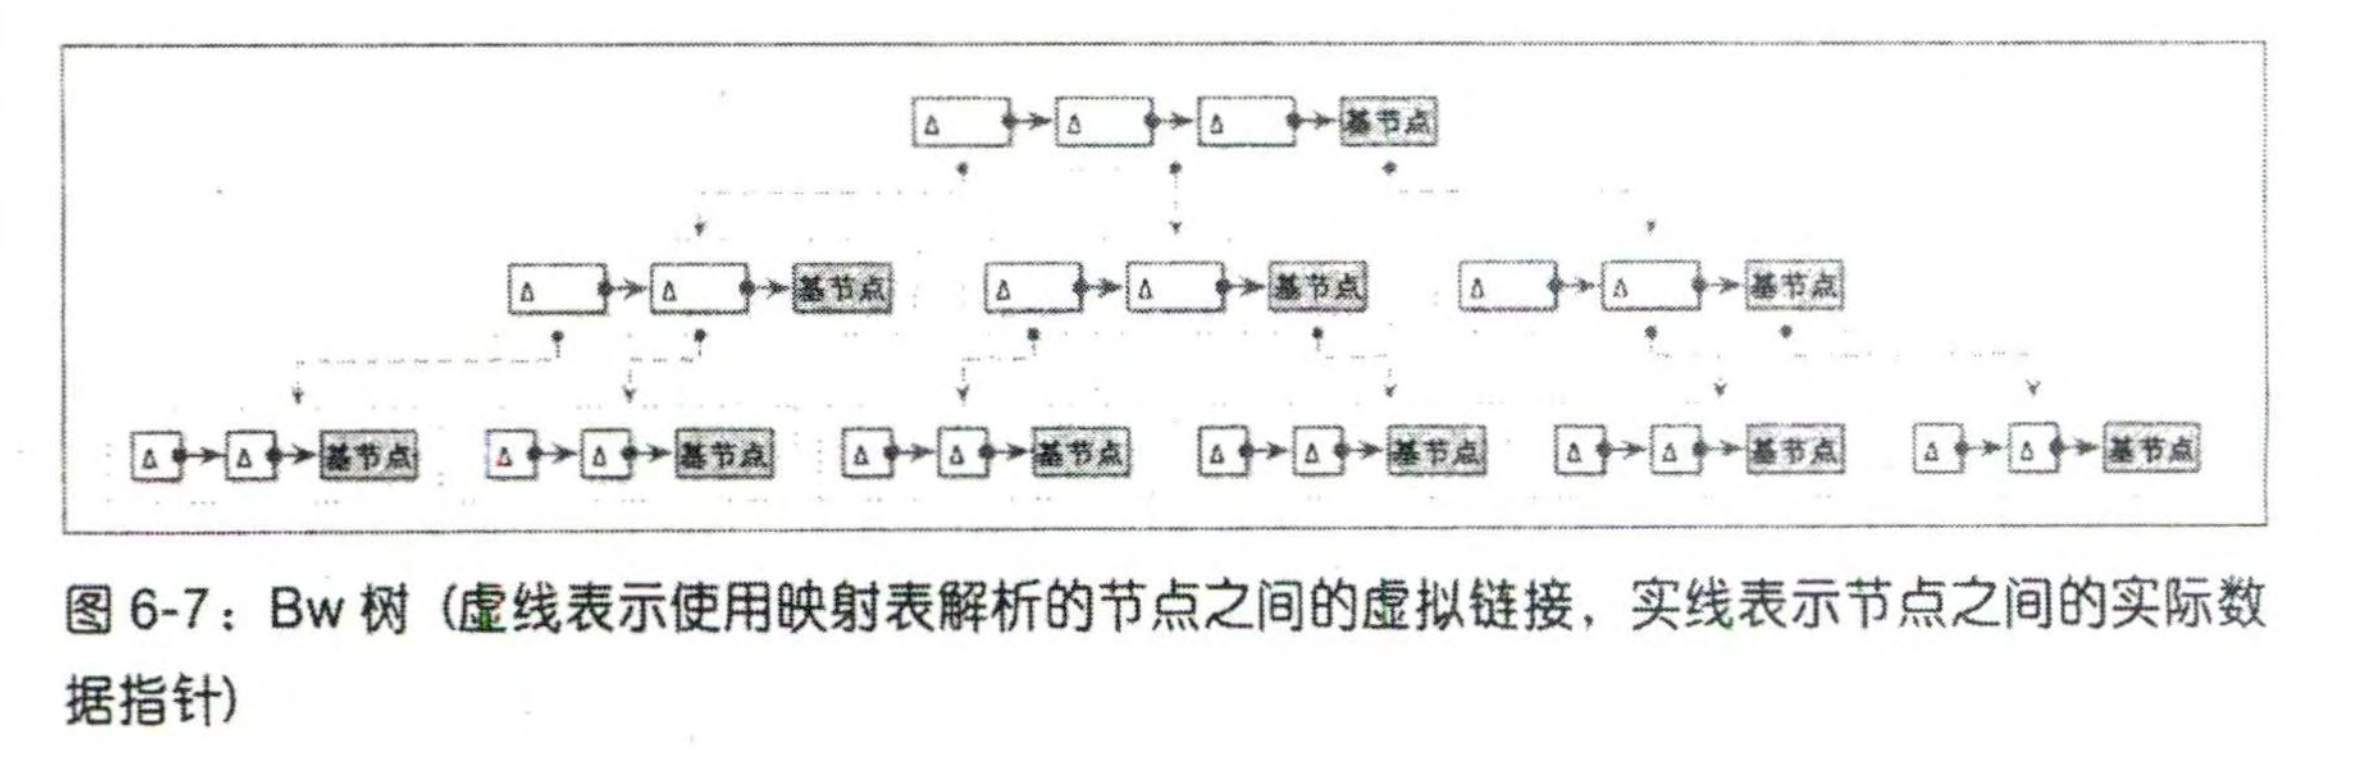 Δ Δ Δ 基节点
Δ Δ 基节点 Δ Δ 基节点 Δ Δ 基节点
Δ Δ 基节点 Δ Δ 基节点 Δ Δ 基节点 Δ Δ 基节点 Δ Δ 基节点 Δ Δ 基节点
图 6-7：Bw 树（虚线表示使用映射表解析的节点之间的虚拟链接，实线表示节点之间的实际数
据指针）